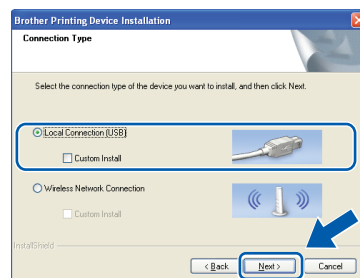 Brother Printing Device Installation
Connection Type
Select the connection type of the device you want to install, and then click Next.
Local Connection (USB)
Custom Install
Wireless Network Connection
Custom Install
InstallShield
< Back Next > Cancel